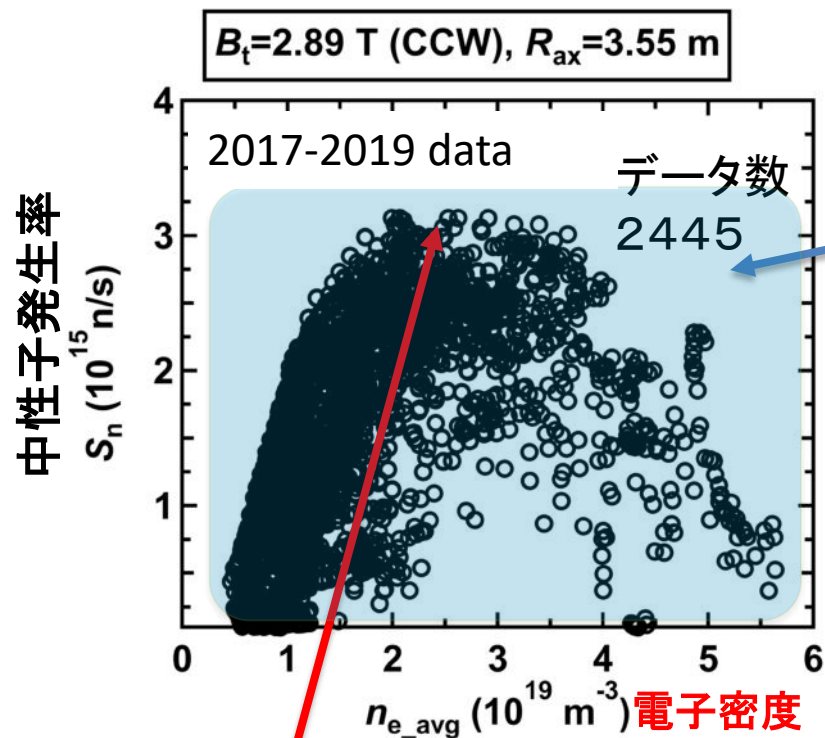 Bt=2.89 T (CCW), Rax=3.55 m
4
2017-2019 data
データ数
２４４５
3
2
1
中性子発生率
Sn (10^15 n/s)
0 1 2 3 4 5 6
ne_avg (10^19 m^-3)電子密度